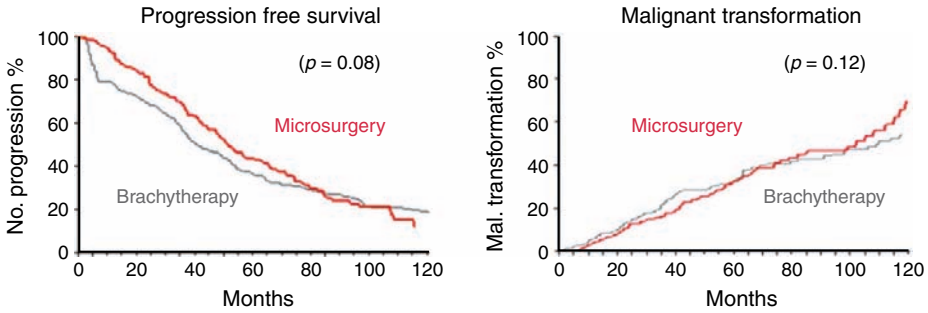 Progression free survival
No. progression %
100
80
60
40
20
0
(p = 0.08)
Microsurgery
Brachytherapy
0 20 40 60 80 100 120
Months
Malignant transformation
Mal. transformation %
100
80
60
40
20
0
(p = 0.12)
Microsurgery
Brachytherapy
0 20 40 60 80 100 120
Months